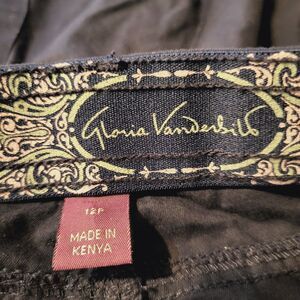 Gloria Vanderbilt
12P
MADE IN
KENYA